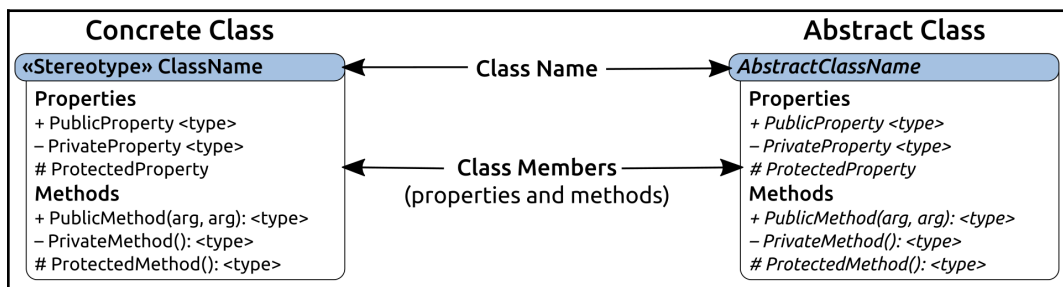 Concrete Class
Abstract Class
«Stereotype» ClassName
Class Name
AbstractClassName
Properties
+ PublicProperty <type>
– PrivateProperty <type>
# ProtectedProperty
Methods
+ PublicMethod(arg, arg): <type>
– PrivateMethod(): <type>
# ProtectedMethod(): <type>
Class Members
(properties and methods)
Properties
+ PublicProperty <type>
– PrivateProperty <type>
# ProtectedProperty
Methods
+ PublicMethod(arg, arg): <type>
– PrivateMethod(): <type>
# ProtectedMethod(): <type>